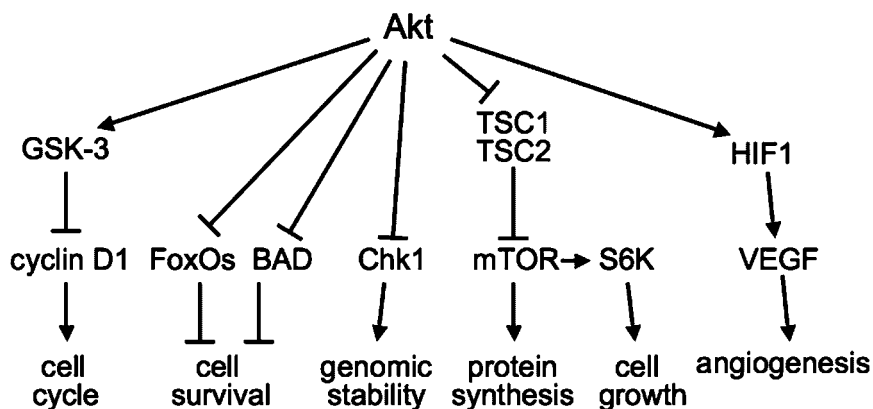 Akt
TSC1
TSC2
GSK-3
HIF1
cyclin D1 FoxOs BAD Chk1 mTOR S6K VEGF
cell cycle
cell survival
genomic stability
protein synthesis
cell growth
angiogenesis